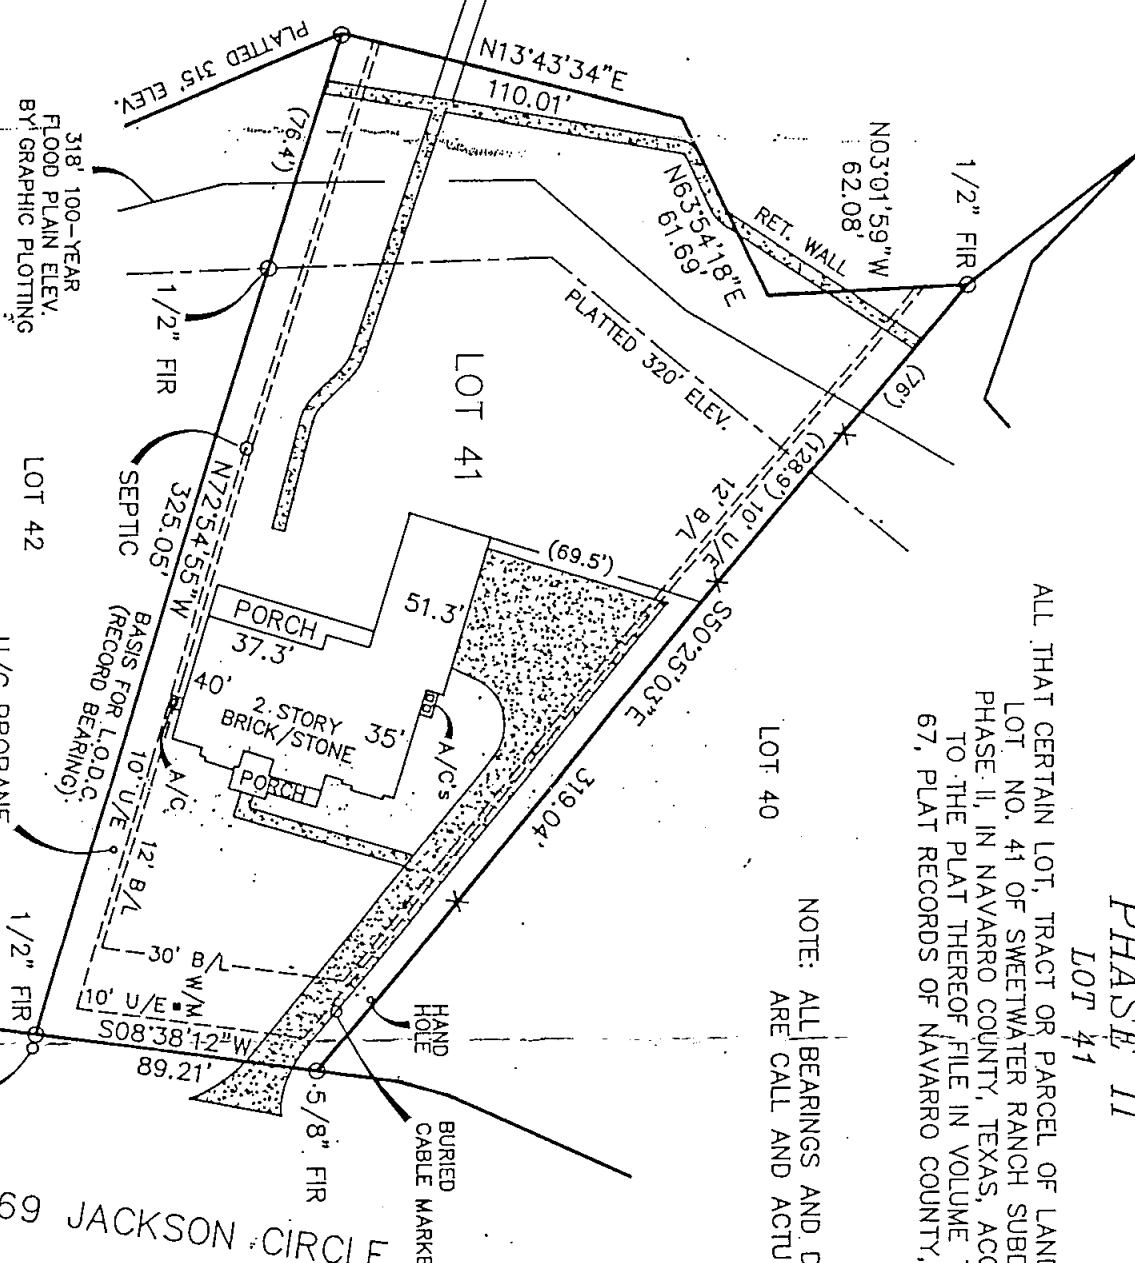 PHASE II
LOT 41
ALL THAT CERTAIN LOT, TRACT OR PARCEL OF LAND
LOT NO. 41 OF SWEETWATER RANCH SUBD
PHASE II, IN NAVARRO COUNTY, TEXAS, ACC
TO THE PLAT THEREOF FILE IN VOLUME
67, PLAT RECORDS OF NAVARRO COUNTY,
NOTE: ALL BEARINGS AND D
ARE CALL AND ACTU
PLATTED 315' ELEV.
N13°43'34"E
110.01'
N63°54'18"E
61.69'
N03°01'59"W
62.08'
1/2" FIR
RET. WALL
(76.4')
318' 100-YEAR
FLOOD PLAIN ELEV.
BY GRAPHIC PLOTTING
1/2" FIR
LOT 41
PLATTED 320' ELEV.
(76')
(128.9')
10' U/E
12' B/L
S50°25'03"E
319.04'
LOT 40
LOT 42
SEPTIC
N72°54'55"W
325.05'
BASIS FOR L.O.D.C.
(RECORD BEARING).
(69.5')
51.3'
PORCH
37.3'
40'
2 STORY
BRICK/STONE
35'
A/C's
PORCH
A/C
10' U/E
12' B/L
U/G PROPANE
30' B/L
W/M
10' U/E
S08°38'12"W
89.21'
1/2" FIR
5/8" FIR
HAND
HOLE
BURIED
CABLE MARKE
69 JACKSON CIRCLE